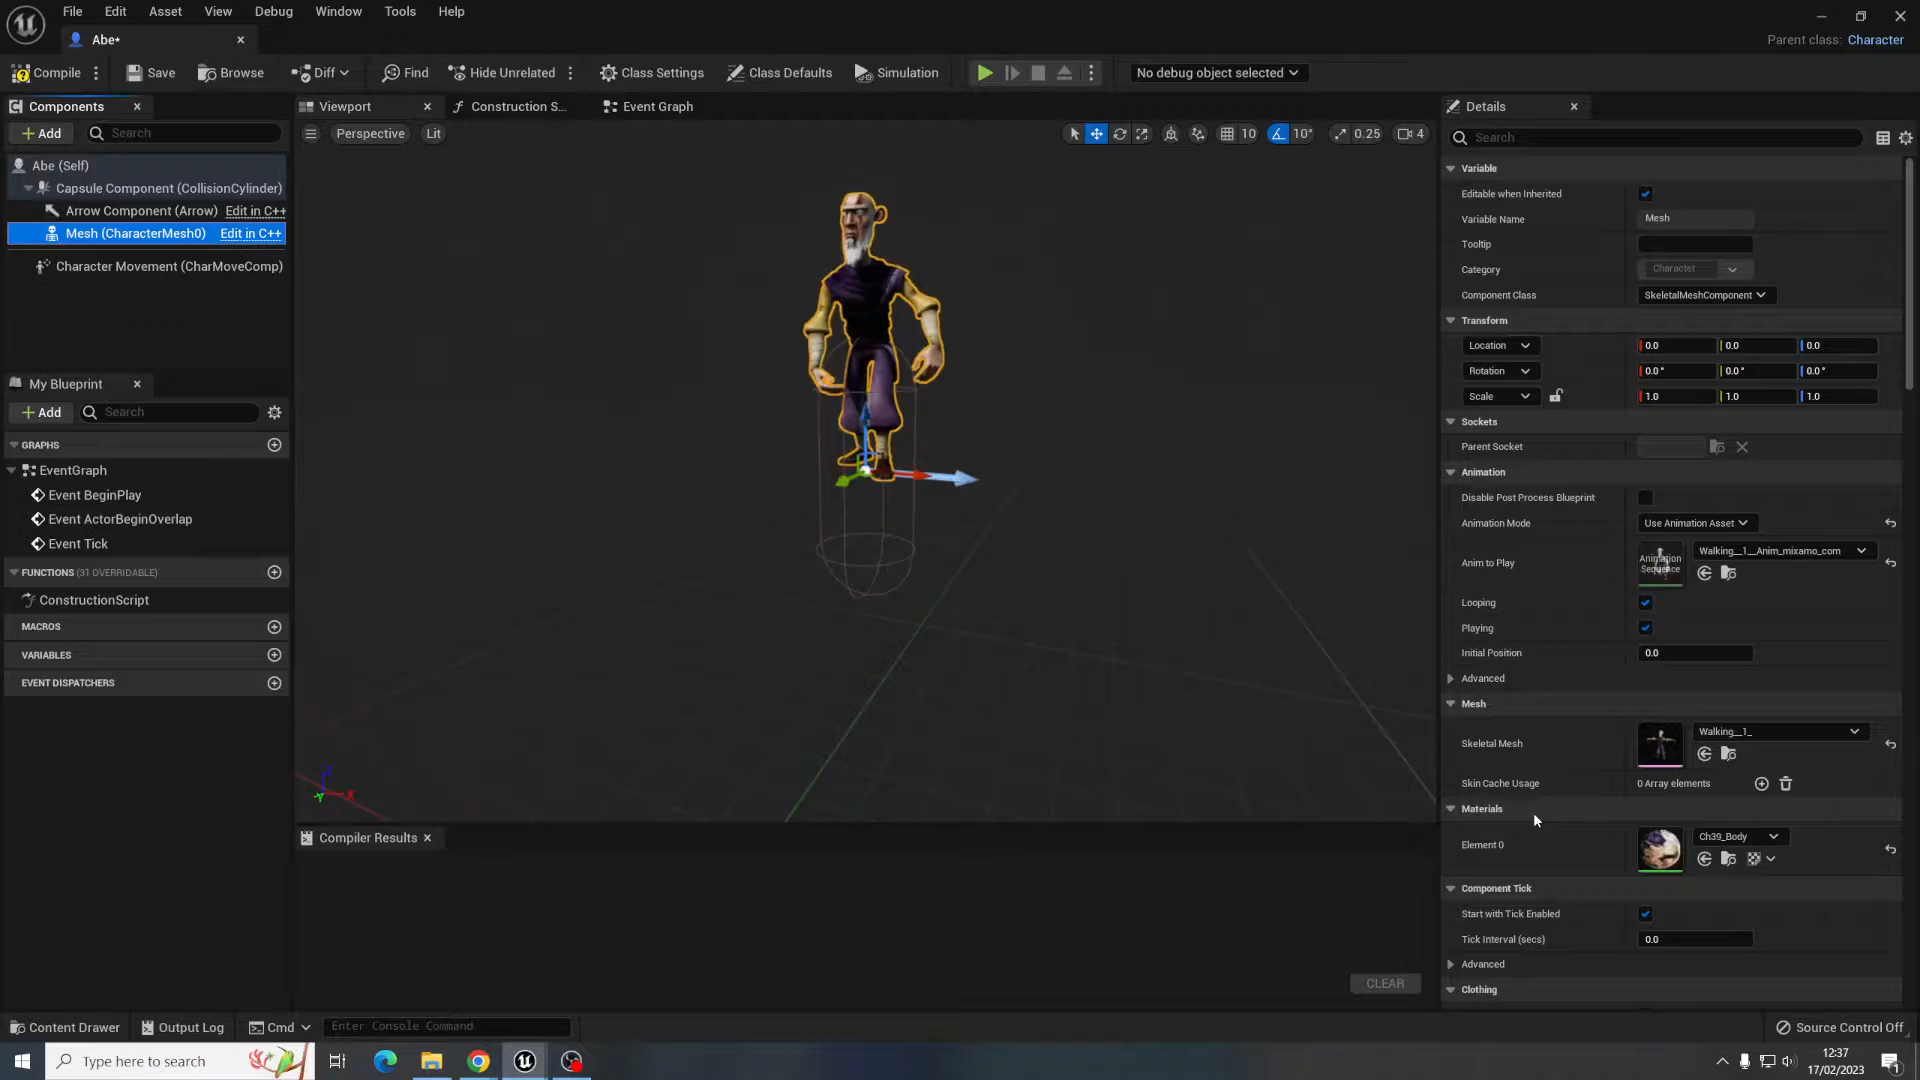 File Edit Asset View Debug Window Tools Help
Abe*
Parent class: Character
Compile Save Browse Diff Find Hide Unrelated Class Settings Class Defaults Simulation No debug object selected
Components Viewport Construction S... Event Graph Details
Add Search Perspective Lit 10 10° 0.25 4 Search
Abe (Self)
Capsule Component (CollisionCylinder)
Arrow Component (Arrow) Edit in C++
Mesh (CharacterMesh0) Edit in C++
Character Movement (CharMoveComp)
My Blueprint
Add Search
GRAPHS
EventGraph
Event BeginPlay
Event ActorBeginOverlap
Event Tick
FUNCTIONS (31 OVERRIDABLE)
ConstructionScript
MACROS
VARIABLES
EVENT DISPATCHERS
Z X Y
Compiler Results
CLEAR
Variable
Editable when Inherited
Variable Name Mesh
Tooltip
Category Character
Component Class SkeletalMeshComponent
Transform
Location 0.0 0.0 0.0
Rotation 0.0° 0.0° 0.0°
Scale 1.0 1.0 1.0
Sockets
Parent Socket
Animation
Disable Post Process Blueprint
Animation Mode Use Animation Asset
Anim to Play Animation Sequence Walking__1__Anim_mixamo_com
Looping
Playing
Initial Position 0.0
Advanced
Mesh
Skeletal Mesh Walking__1_
Skin Cache Usage 0 Array elements
Materials
Element 0 Ch39_Body
Component Tick
Start with Tick Enabled
Tick Interval (secs) 0.0
Advanced
Clothing
Content Drawer Output Log Cmd Enter Console Command Source Control Off
Type here to search 12:37
17/02/2023 1